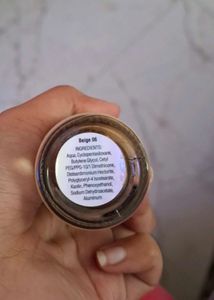 Beige 06
INGREDIENTS:
Aqua, Cyclopentasiloxane,
Butylene Glycol, Cetyl
PEG/PPG-10/1 Dimethicone,
Disteardimonium Hectorite,
Polyglyceryl-4 Isostearate,
Kaolin, Phenoxyethanol,
Sodium Dehydroacetate,
Aluminum